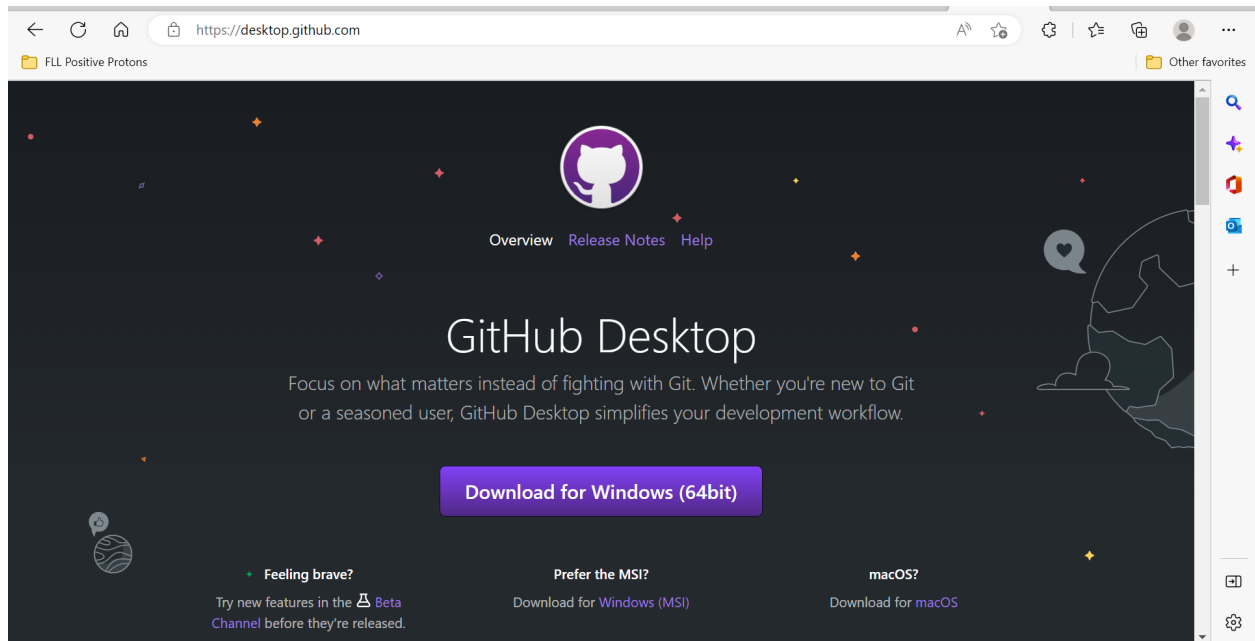 https://desktop.github.com
FLL Positive Protons
Other favorites
Overview Release Notes Help
GitHub Desktop
Focus on what matters instead of fighting with Git. Whether you're new to Git
or a seasoned user, GitHub Desktop simplifies your development workflow.
Download for Windows (64bit)
Feeling brave?
Try new features in the Beta
Channel before they're released.
Prefer the MSI?
Download for Windows (MSI)
macOS?
Download for macOS